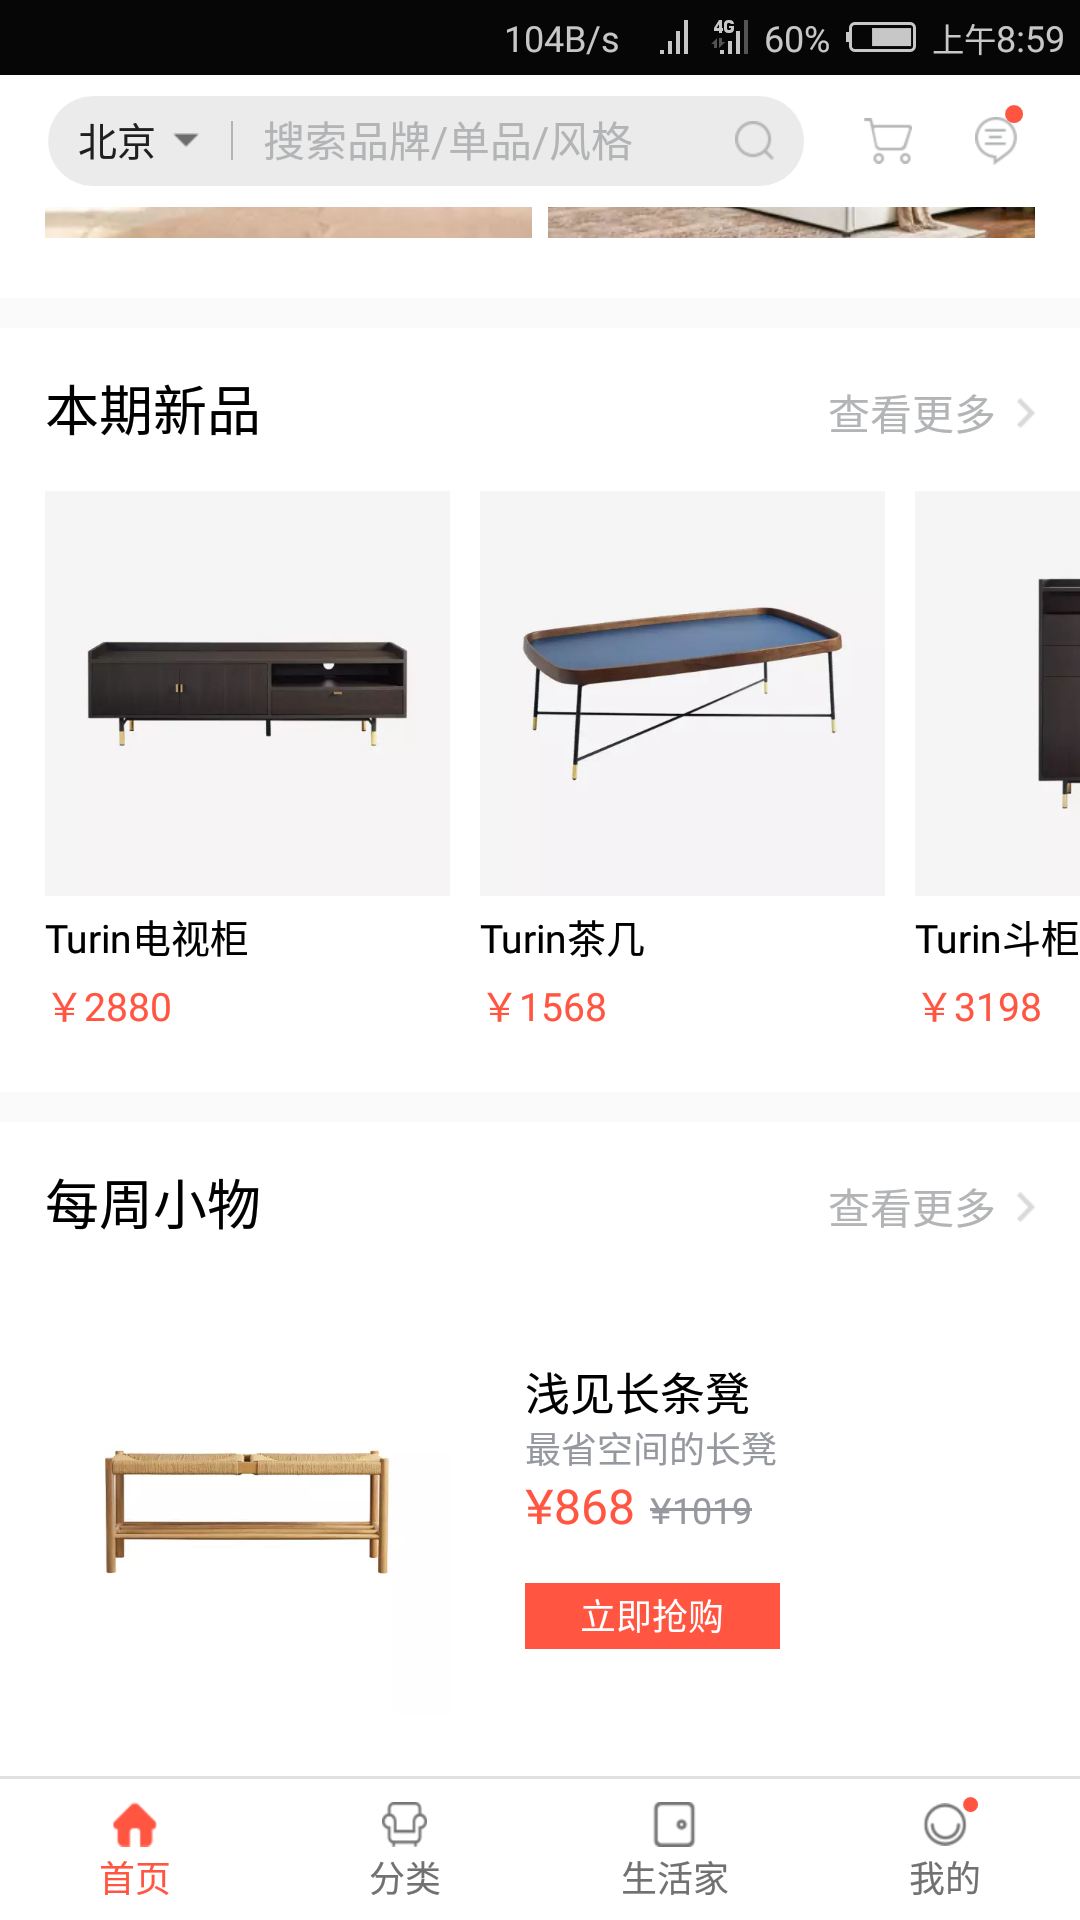 104B/s 4G 60% 上午8:59
北京 搜索品牌/单品/风格
本期新品 查看更多
Turin电视柜 Turin茶几 Turin斗柜
￥2880 ￥1568 ￥3198
每周小物 查看更多
浅见长条凳
最省空间的长凳
¥868 ¥1019
立即抢购
首页 分类 生活家 我的